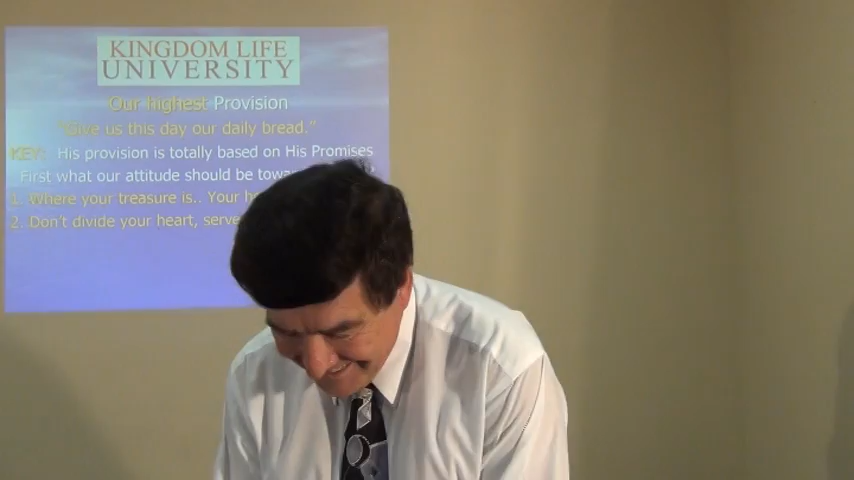 KINGDOM LIFE
UNIVERSITY
Our highest Provision
"Give us this day our daily bread."
KEY: His provision is totally based on His Promises
First what our attitude should be
1. Where your treasure is.. Your
2. Don't divide your heart, serve